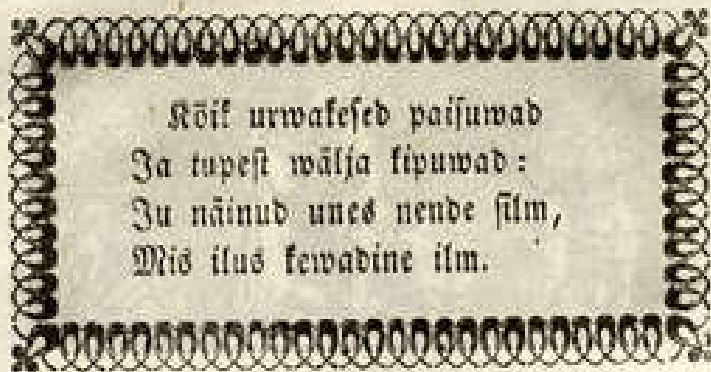 Kõik urwakesed paisuwad
Ja tupest wälja kipuwad:
Ju näinud unes nende silm,
Mis ilus kewadine ilm.